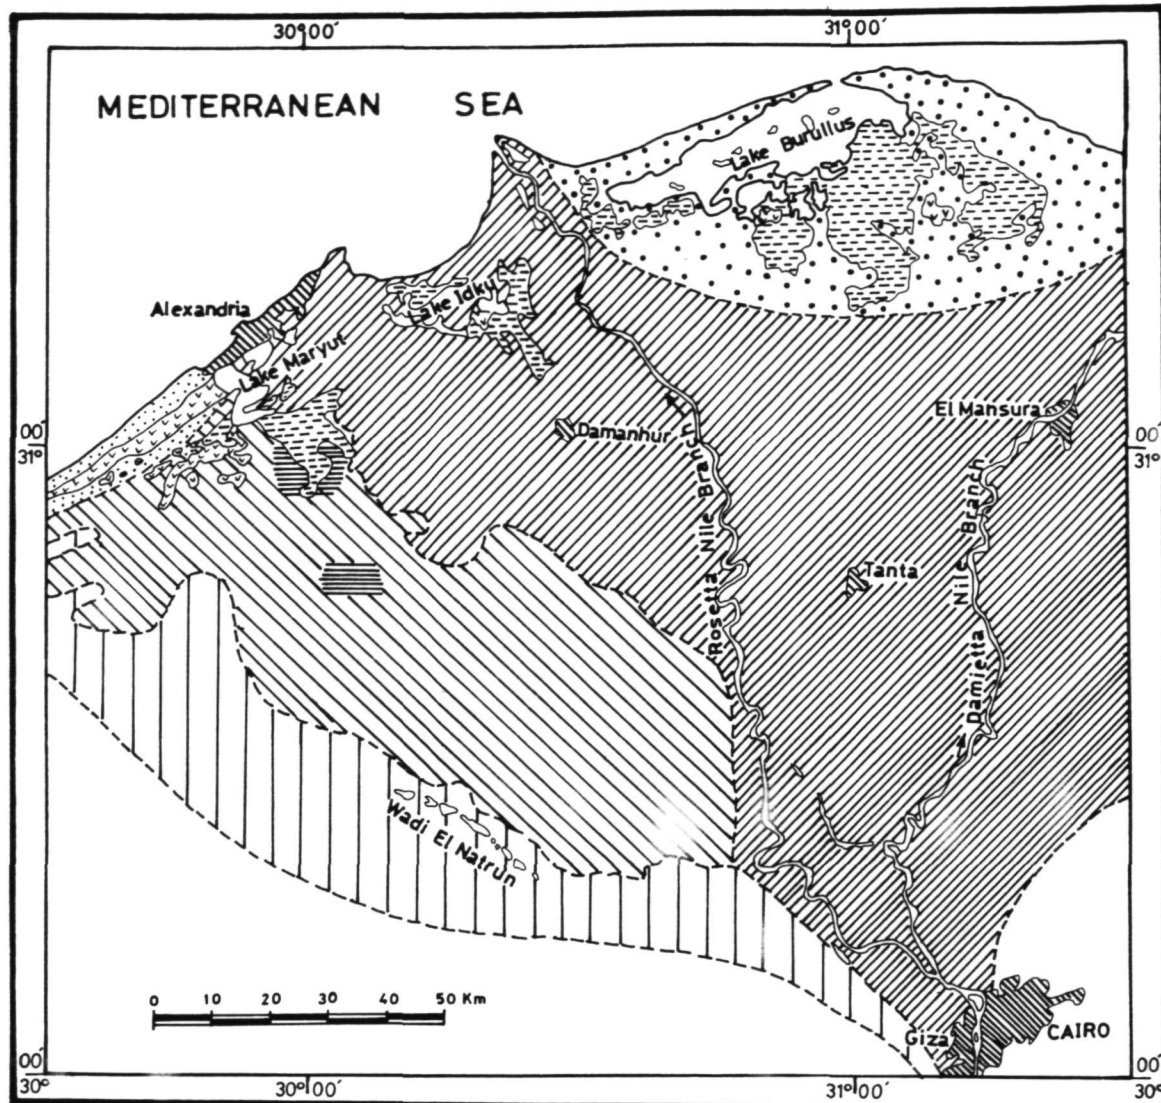 30°00′
31°00′
MEDITERRANEAN SEA
Lake Burullus
Lake Idku
Alexandria
Lake Maryut
El Mansura
Damanhur
00′
31°
00′
31°
Rosetta Nile Branch
Damietta Nile Branch
Tanta
Wadi El Natrun
0 10 20 30 40 50 Km
Giza
CAIRO
00′
30°
00′
30°
30°00′
31°00′